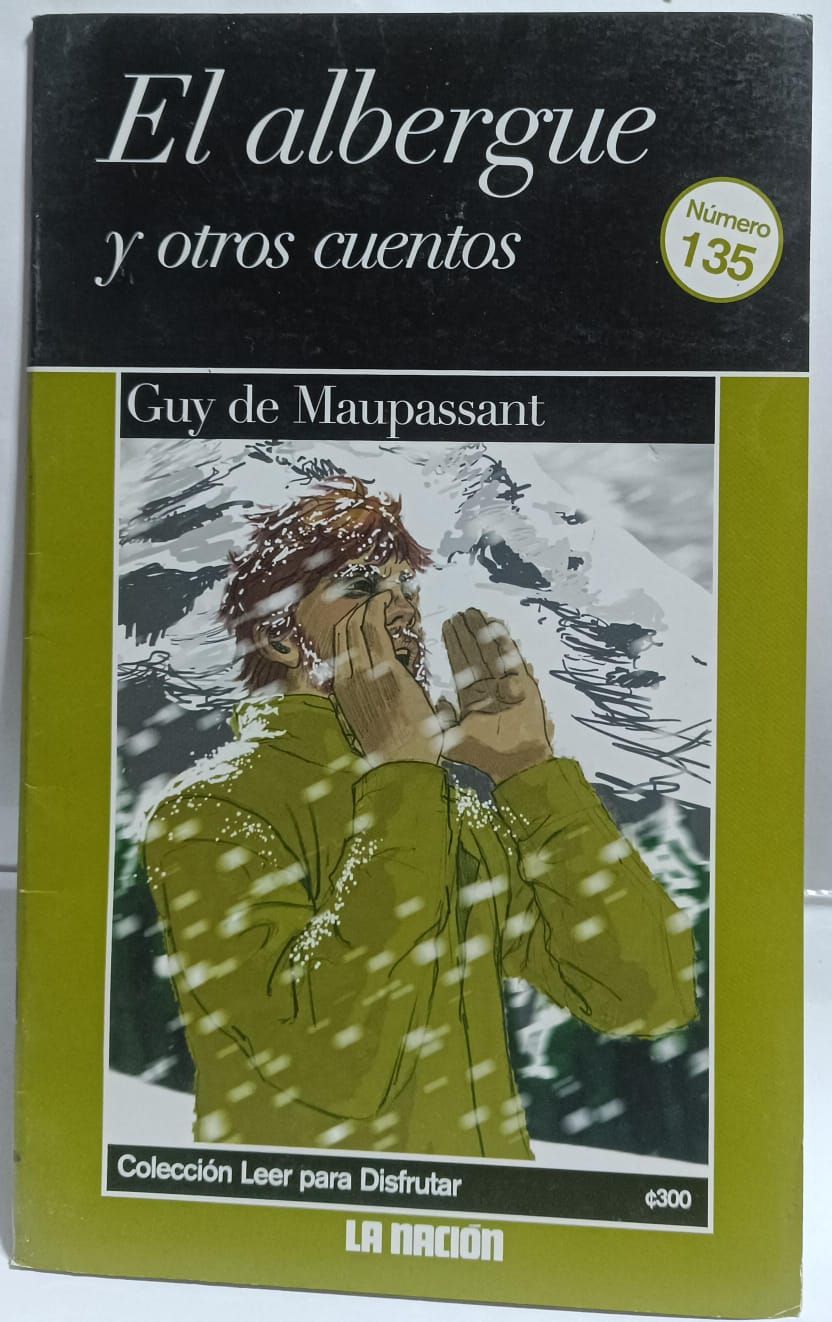 El albergue
y otros cuentos
Número
135
Guy de Maupassant
Colección Leer para Disfrutar
¢300
LA NACIÓN